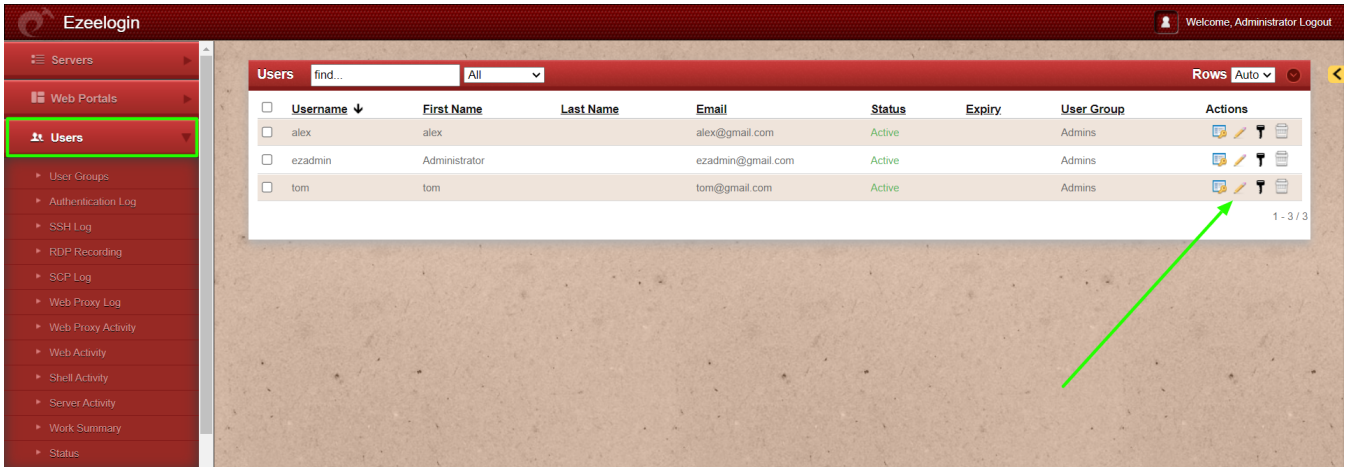 Ezeelogin
Welcome, Administrator Logout
Servers
Web Portals
Users
User Groups
Authentication Log
SSH Log
RDP Recording
SCP Log
Web Proxy Log
Web Proxy Activity
Web Activity
Shell Activity
Server Activity
Work Summary
Status
Users find... All Rows Auto
Username First Name Last Name Email Status Expiry User Group Actions
alex alex alex@gmail.com Active Admins
ezadmin Administrator ezadmin@gmail.com Active Admins
tom tom tom@gmail.com Active Admins
1 - 3 / 3